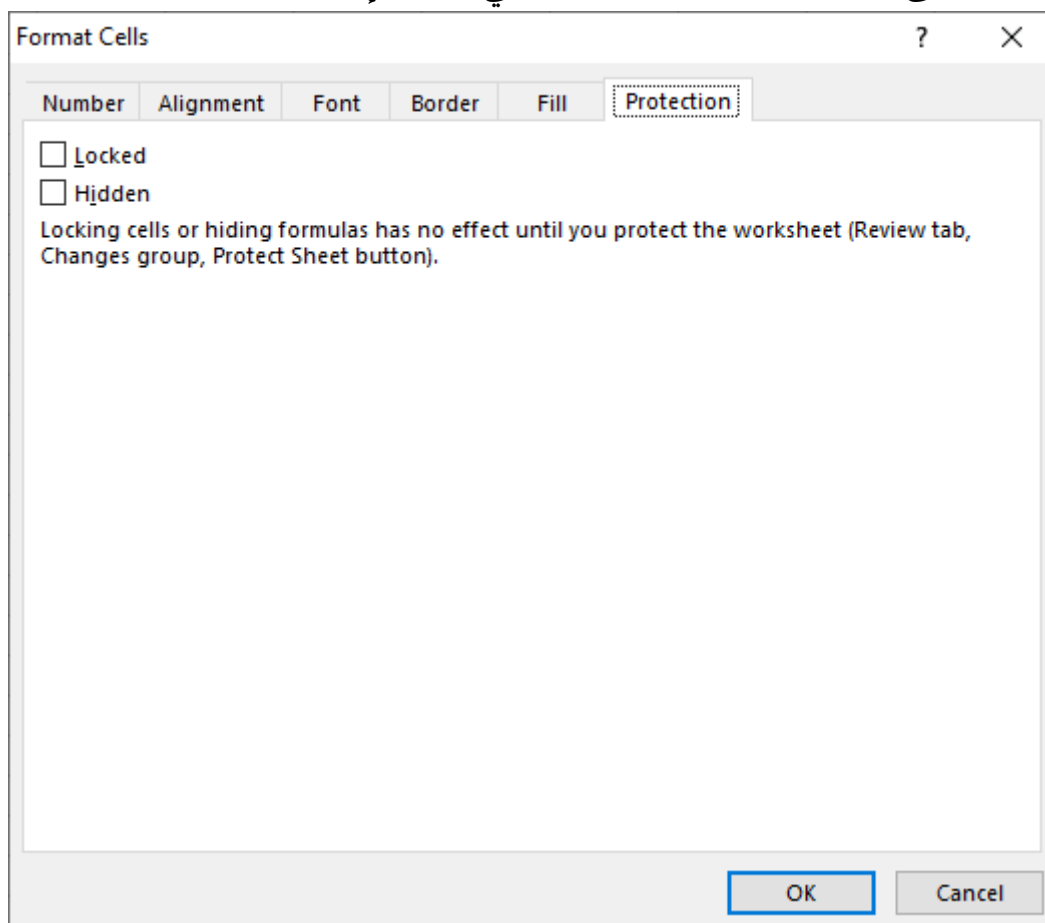 Format Cells ?
Number Alignment Font Border Fill Protection
Locked
Hidden
Locking cells or hiding formulas has no effect until you protect the worksheet (Review tab,
Changes group, Protect Sheet button).
OK Cancel